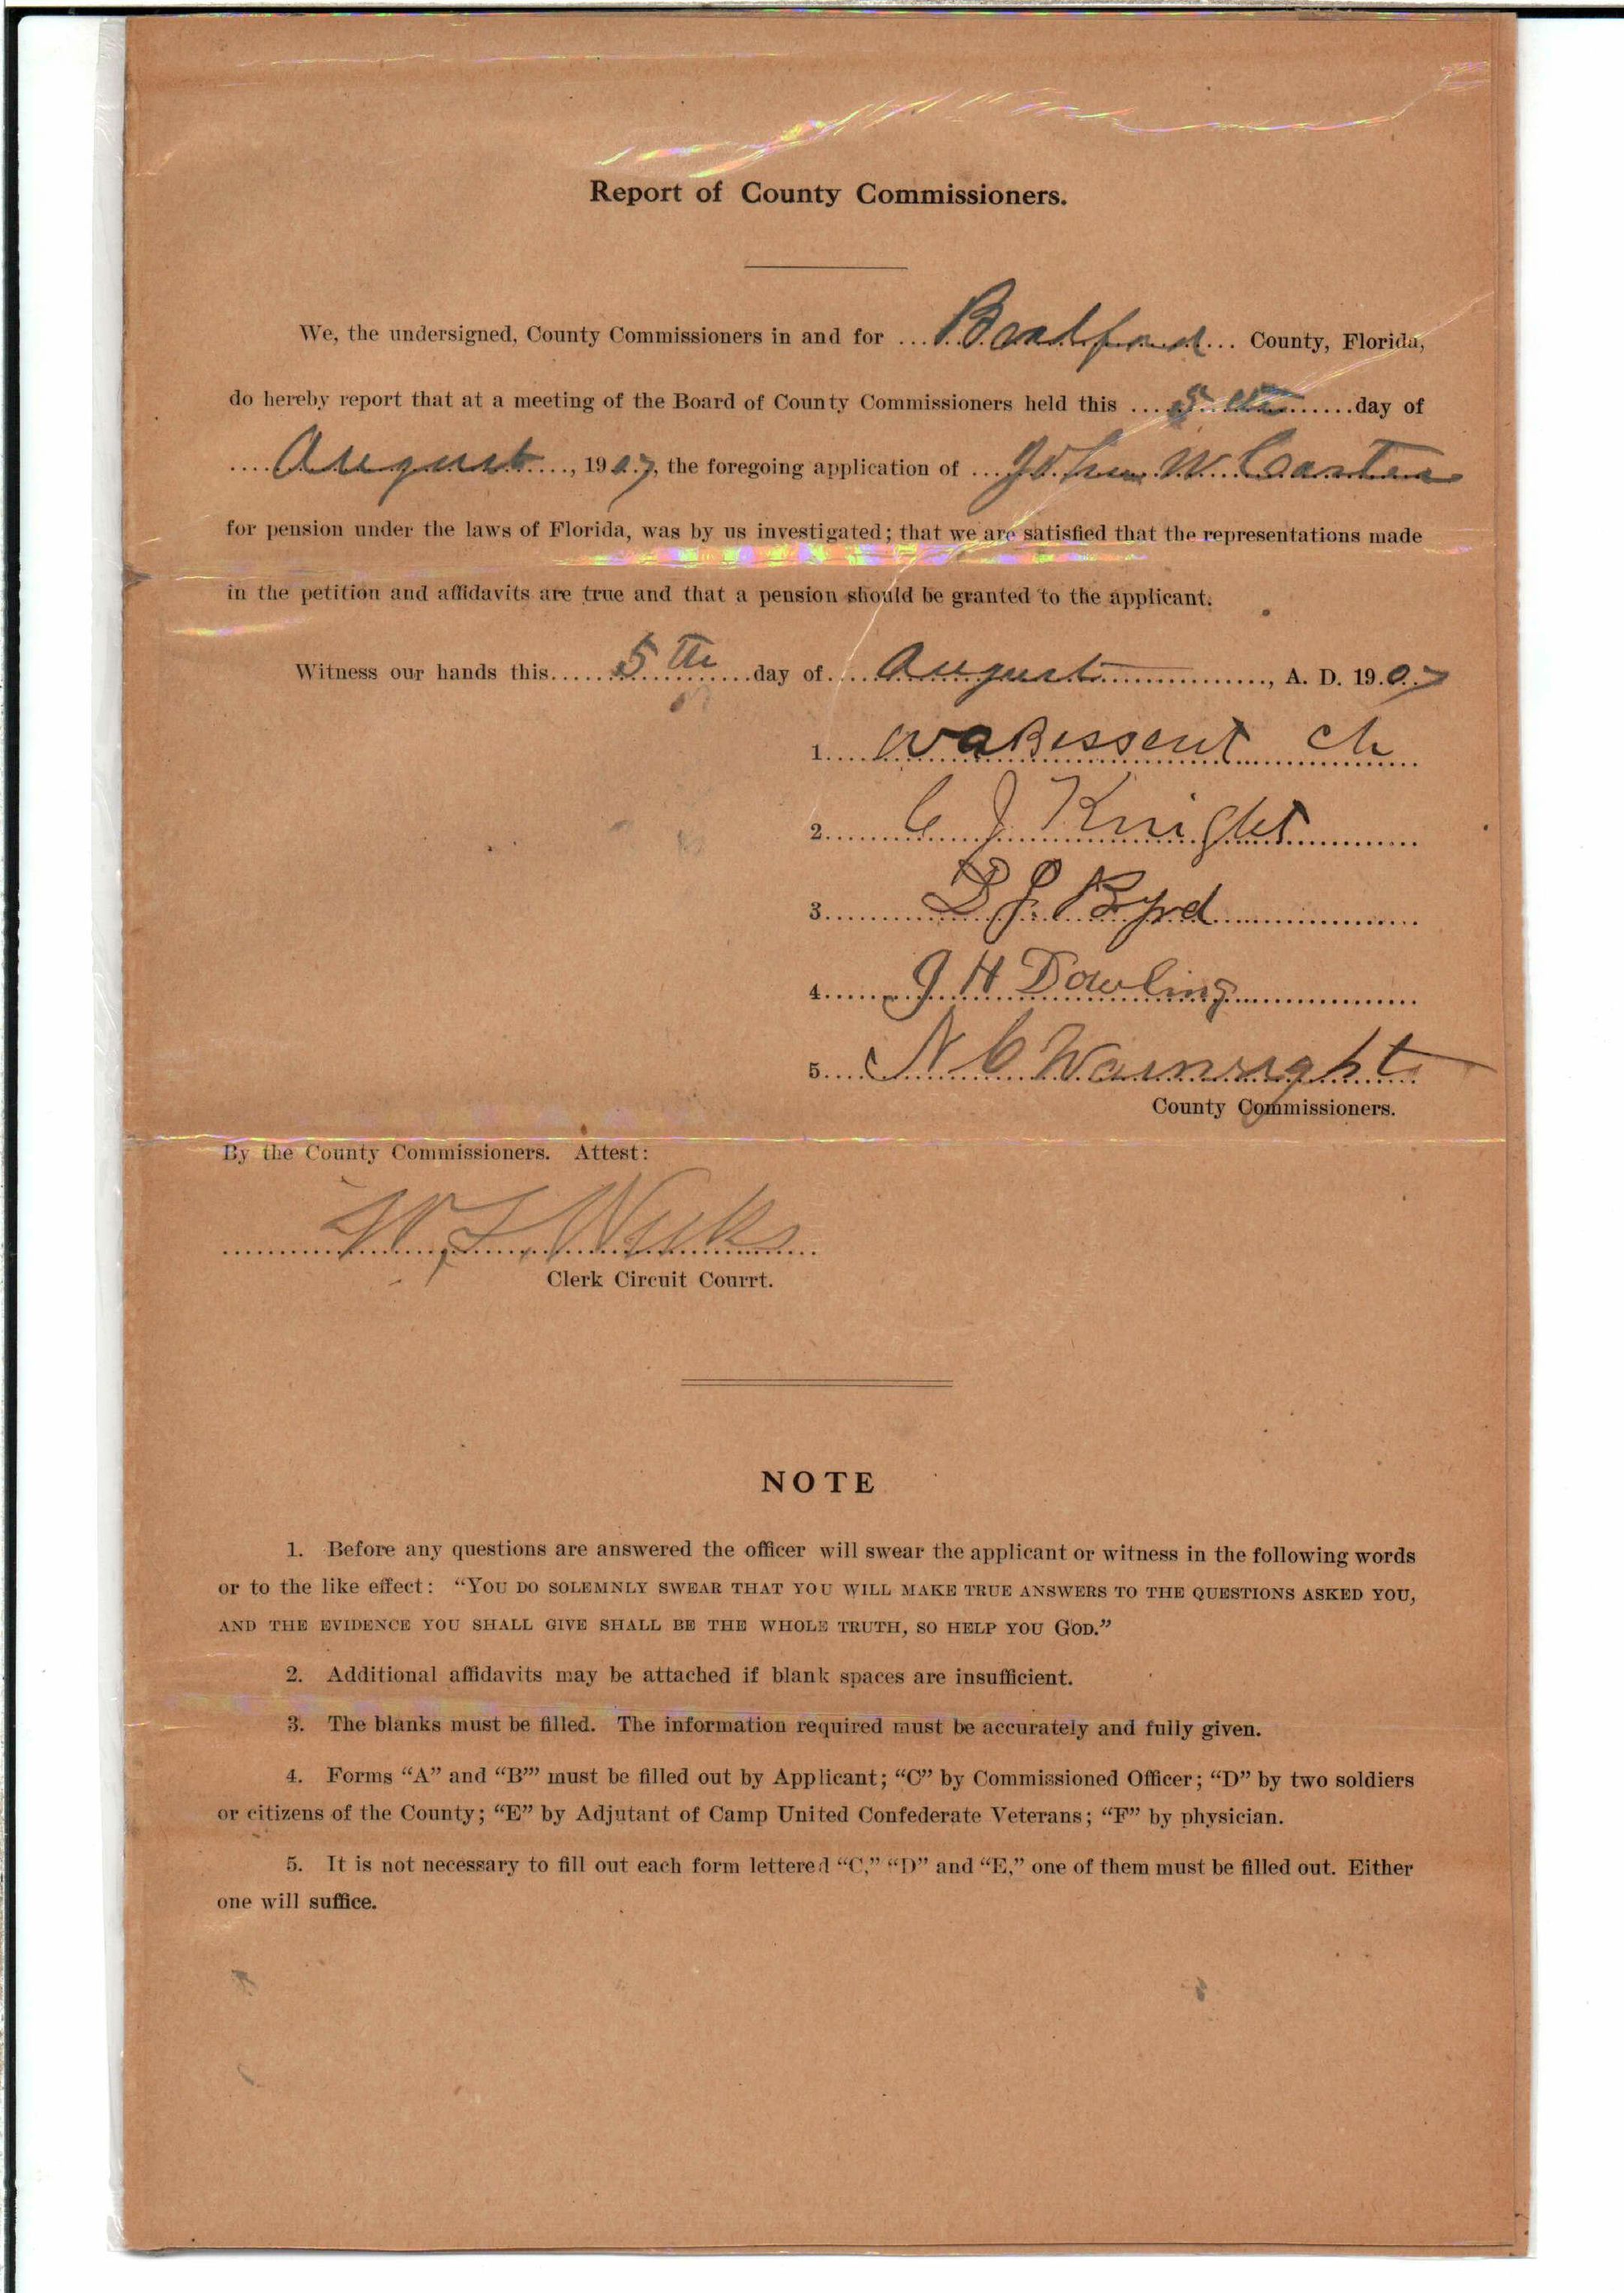 Report of County Commissioners.
We, the undersigned, County Commissioners in and for ... Bradford ... County, Florida,
do hereby report that at a meeting of the Board of County Commissioners held this .... 5 th ...... day of
.... August ...., 1907, the foregoing application of ... John W. Carter
for pension under the laws of Florida, was by us investigated; that we are satisfied that the representations made
in the petition and affidavits are true and that a pension should be granted to the applicant.
Witness our hands this...... 5th ......day of.... August ............, A. D. 1907
1.... Ch
2.... C J Knight
3.... Byrd
4.... J H Dowling
5.... N C Wainright
County Commissioners.
By the County Commissioners. Attest:
W F Weeks
Clerk Circuit Courrt.
NOTE
1. Before any questions are answered the officer will swear the applicant or witness in the following words
or to the like effect: “YOU DO SOLEMNLY SWEAR THAT YOU WILL MAKE TRUE ANSWERS TO THE QUESTIONS ASKED YOU,
AND THE EVIDENCE YOU SHALL GIVE SHALL BE THE WHOLE TRUTH, SO HELP YOU GOD.”
2. Additional affidavits may be attached if blank spaces are insufficient.
3. The blanks must be filled. The information required must be accurately and fully given.
4. Forms “A” and “B”’ must be filled out by Applicant; “C” by Commissioned Officer; “D” by two soldiers
or citizens of the County; “E” by Adjutant of Camp United Confederate Veterans; “F” by physician.
5. It is not necessary to fill out each form lettered “C,” “D” and “E,” one of them must be filled out. Either
one will suffice.